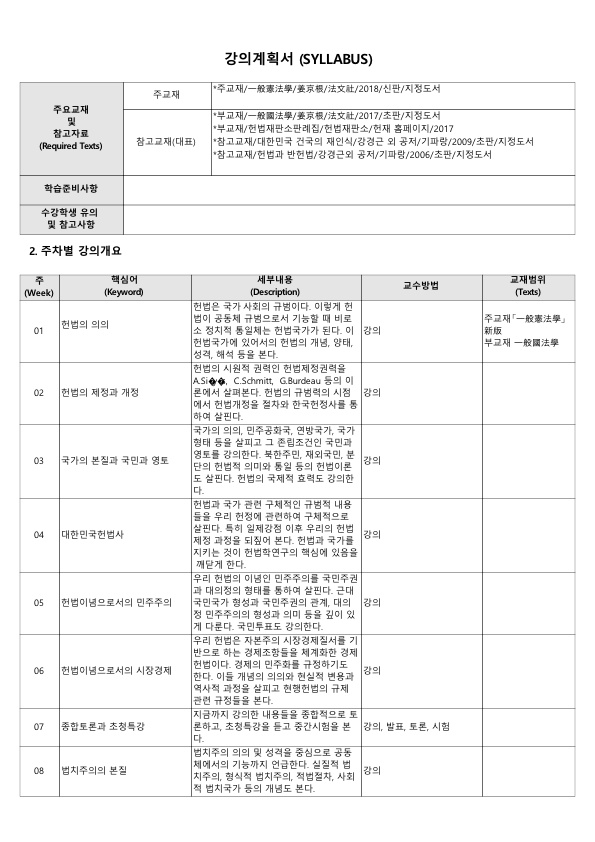 강의계획서 (SYLLABUS)
주요교재
및
참고자료
(Required Texts)
주교재
*주교재/一般憲法學/姜京根/法文社/2018/신판/지정도서
참고교재(대표)
*부교재/一般國法學/姜京根/法文社/2017/초판/지정도서
*부교재/헌법재판소판례집/헌법재판소/헌재 홈페이지/2017
*참고교재/대한민국 건국의 재인식/강경근 외 공저/기파랑/2009/초판/지정도서
*참고교재/헌법과 반헌법/강경근외 공저/기파랑/2006/초판/지정도서
학습준비사항
수강학생 유의
및 참고사항
2. 주차별 강의개요
주
(Week)
핵심어
(Keyword)
세부내용
(Description)
교수방법
교재범위
(Texts)
01
헌법의 의의
헌법은 국가 사회의 규범이다. 이렇게 헌
법이 공동체 규범으로서 기능할 때 비로
소 정치적 통일체는 헌법국가가 된다. 이
헌법국가에 있어서의 헌법의 개념, 양태,
성격, 해석 등을 본다.
강의
주교재「一般憲法學」
新版
부교재 一般國法學
02
헌법의 제정과 개정
헌법의 시원적 권력인 헌법제정권력을
A.Si��, C.Schmitt, G.Burdeau 등의 이
론에서 살펴본다. 헌법의 규범력의 시점
에서 헌법개정을 절차와 한국헌정사를 통
하여 살핀다.
강의
03
국가의 본질과 국민과 영토
국가의 의의, 민주공화국, 연방국가, 국가
형태 등을 살피고 그 존립조건인 국민과
영토를 강의한다. 북한주민, 재외국민, 분
단의 헌법적 의미와 통일 등의 헌법이론
도 살핀다. 헌법의 국제적 효력도 강의한
다.
강의
04
대한민국헌법사
헌법과 국가 관련 구체적인 규범적 내용
들을 우리 헌정에 관련하여 구체적으로
살핀다. 특히 일제강점 이후 우리의 헌법
제정 과정을 되짚어 본다. 헌법과 국가를
지키는 것이 헌법학연구의 핵심에 있음을
깨닫게 한다.
강의
05
헌법이념으로서의 민주주의
우리 헌법의 이념인 민주주의를 국민주권
과 대의정의 형태를 통하여 살핀다. 근대
국민국가 형성과 국민주권의 관계, 대의
정 민주주의의 형성과 의미 등을 깊이 있
게 다룬다. 국민투표도 강의한다.
강의
06
헌법이념으로서의 시장경제
우리 헌법은 자본주의 시장경제질서를 기
반으로 하는 경제조항들을 체계화한 경제
헌법이다. 경제의 민주화를 규정하기도
한다. 이들 개념의 의의와 현실적 변용과
역사적 과정을 살피고 현행헌법의 규제
관련 규정들을 본다.
강의
07
종합토론과 초청특강
지금까지 강의한 내용들을 종합적으로 토
론하고, 초청특강을 듣고 중간시험을 본
다.
강의, 발표, 토론, 시험
08
법치주의의 본질
법치주의 의의 및 성격을 중심으로 공동
체에서의 기능까지 언급한다. 실질적 법
치주의, 형식적 법치주의, 적법절차, 사회
적 법치국가 등의 개념도 본다.
강의